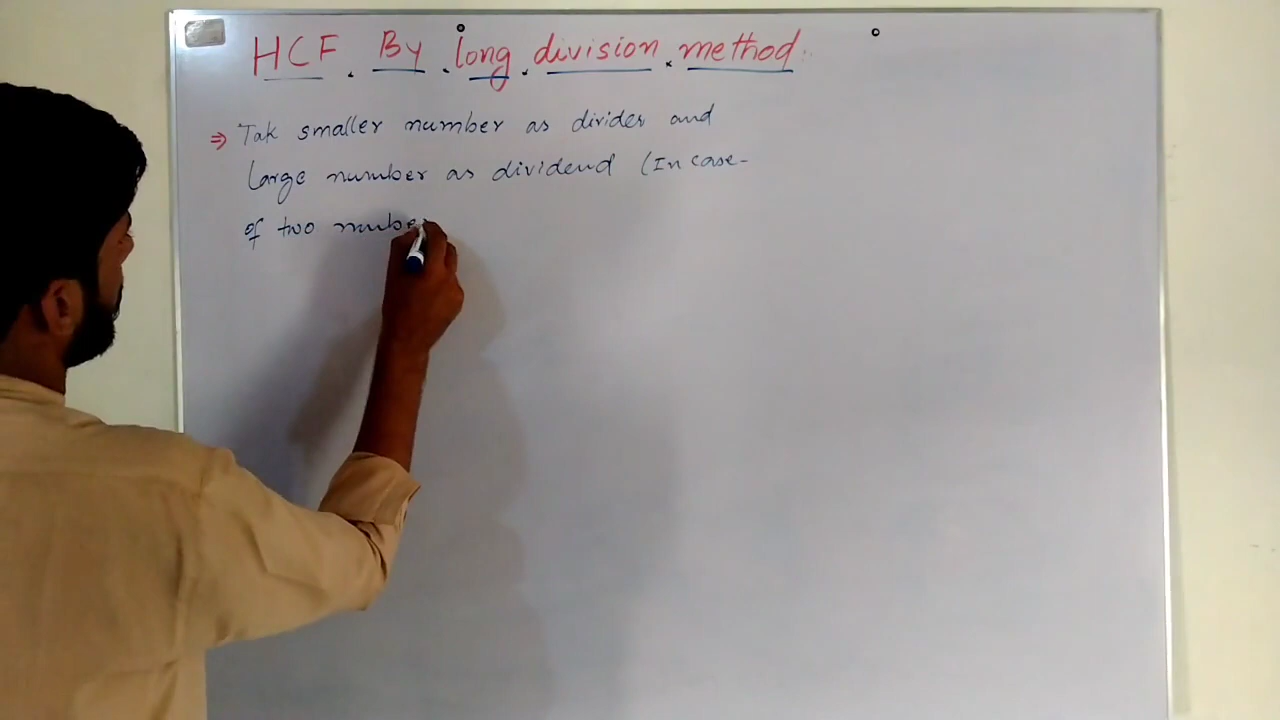 HCF By long division method
⇒ Tak smaller number as divider and
large number as dividend (In case-
of two number